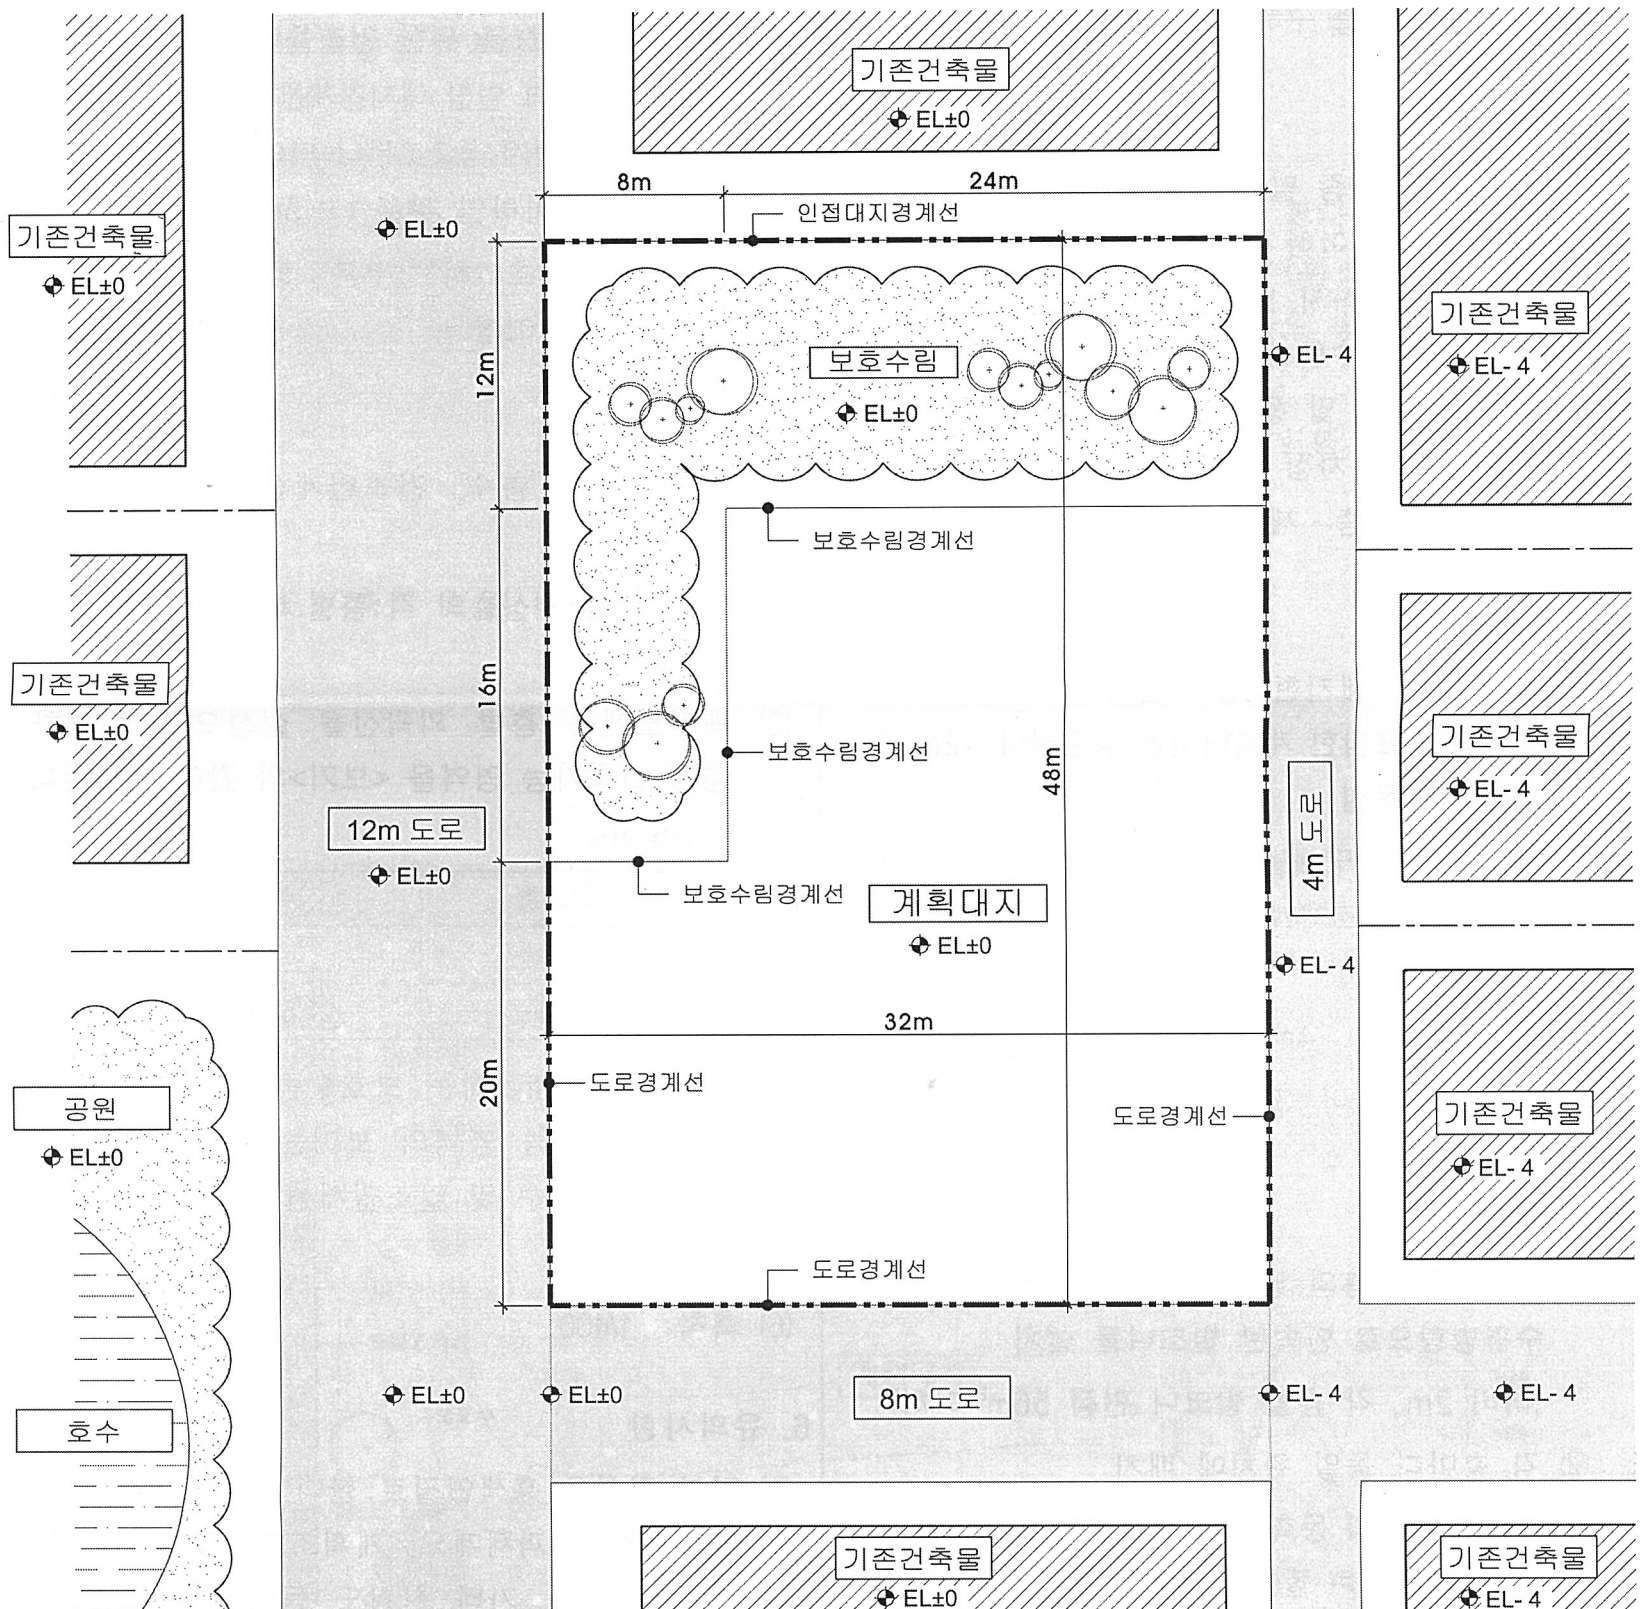 기존건축물
EL±0
8m
24m
인접대지경계선
기존건축물
EL±0
EL±0
12m
보호수림
EL±0
EL- 4
기존건축물
EL- 4
보호수림경계선
기존건축물
EL±0
16m
보호수림경계선
48m
기존건축물
EL- 4
12m 도로
EL±0
4m 도로
보호수림경계선
계획대지
EL±0
EL- 4
32m
20m
도로경계선
도로경계선
공원
EL±0
기존건축물
EL- 4
도로경계선
EL±0
EL±0
8m 도로
EL- 4
EL- 4
호수
기존건축물
EL±0
기존건축물
EL- 4